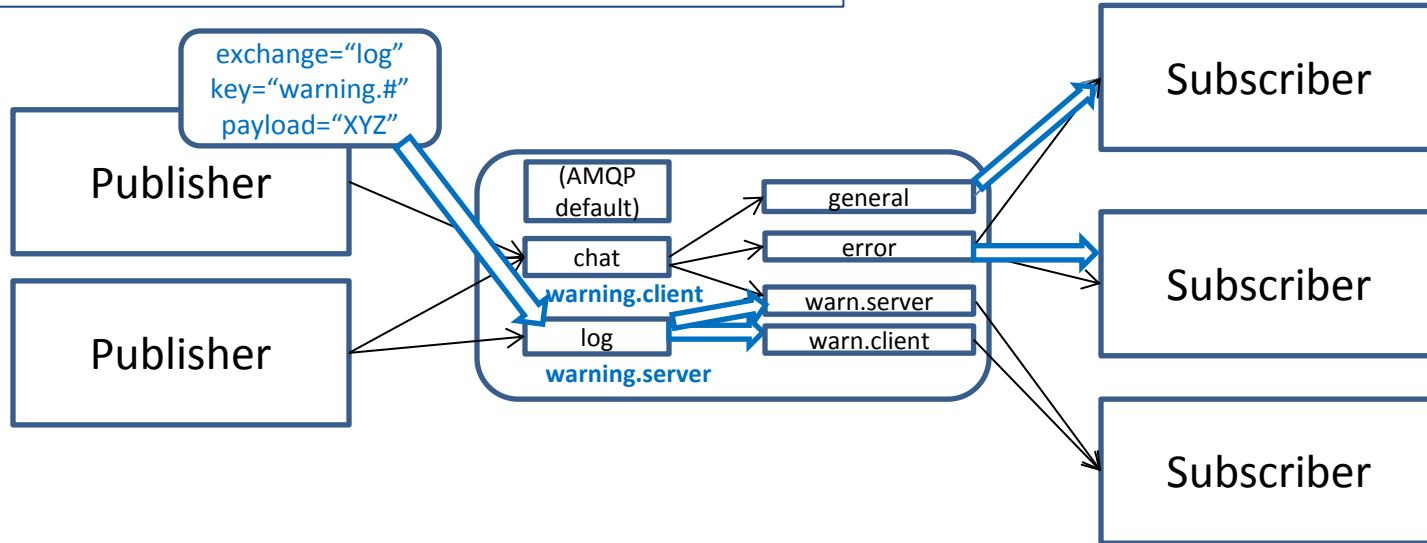 exchange=“log”
key=“warning.#”
payload=“XYZ”
Publisher
Publisher
(AMQP
default)
chat
warning.client
log
warning.server
general
error
warn.server
warn.client
Subscriber
Subscriber
Subscriber